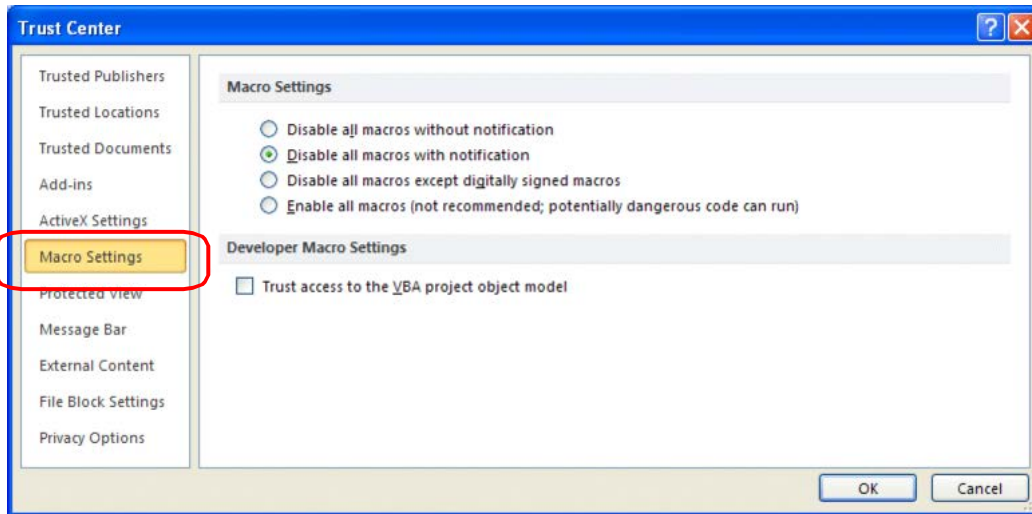 Trust Center
Trusted Publishers
Trusted Locations
Trusted Documents
Add-ins
ActiveX Settings
Macro Settings
Protected View
Message Bar
External Content
File Block Settings
Privacy Options
Macro Settings
Disable all macros without notification
Disable all macros with notification
Disable all macros except digitally signed macros
Enable all macros (not recommended; potentially dangerous code can run)
Developer Macro Settings
Trust access to the VBA project object model
OK
Cancel